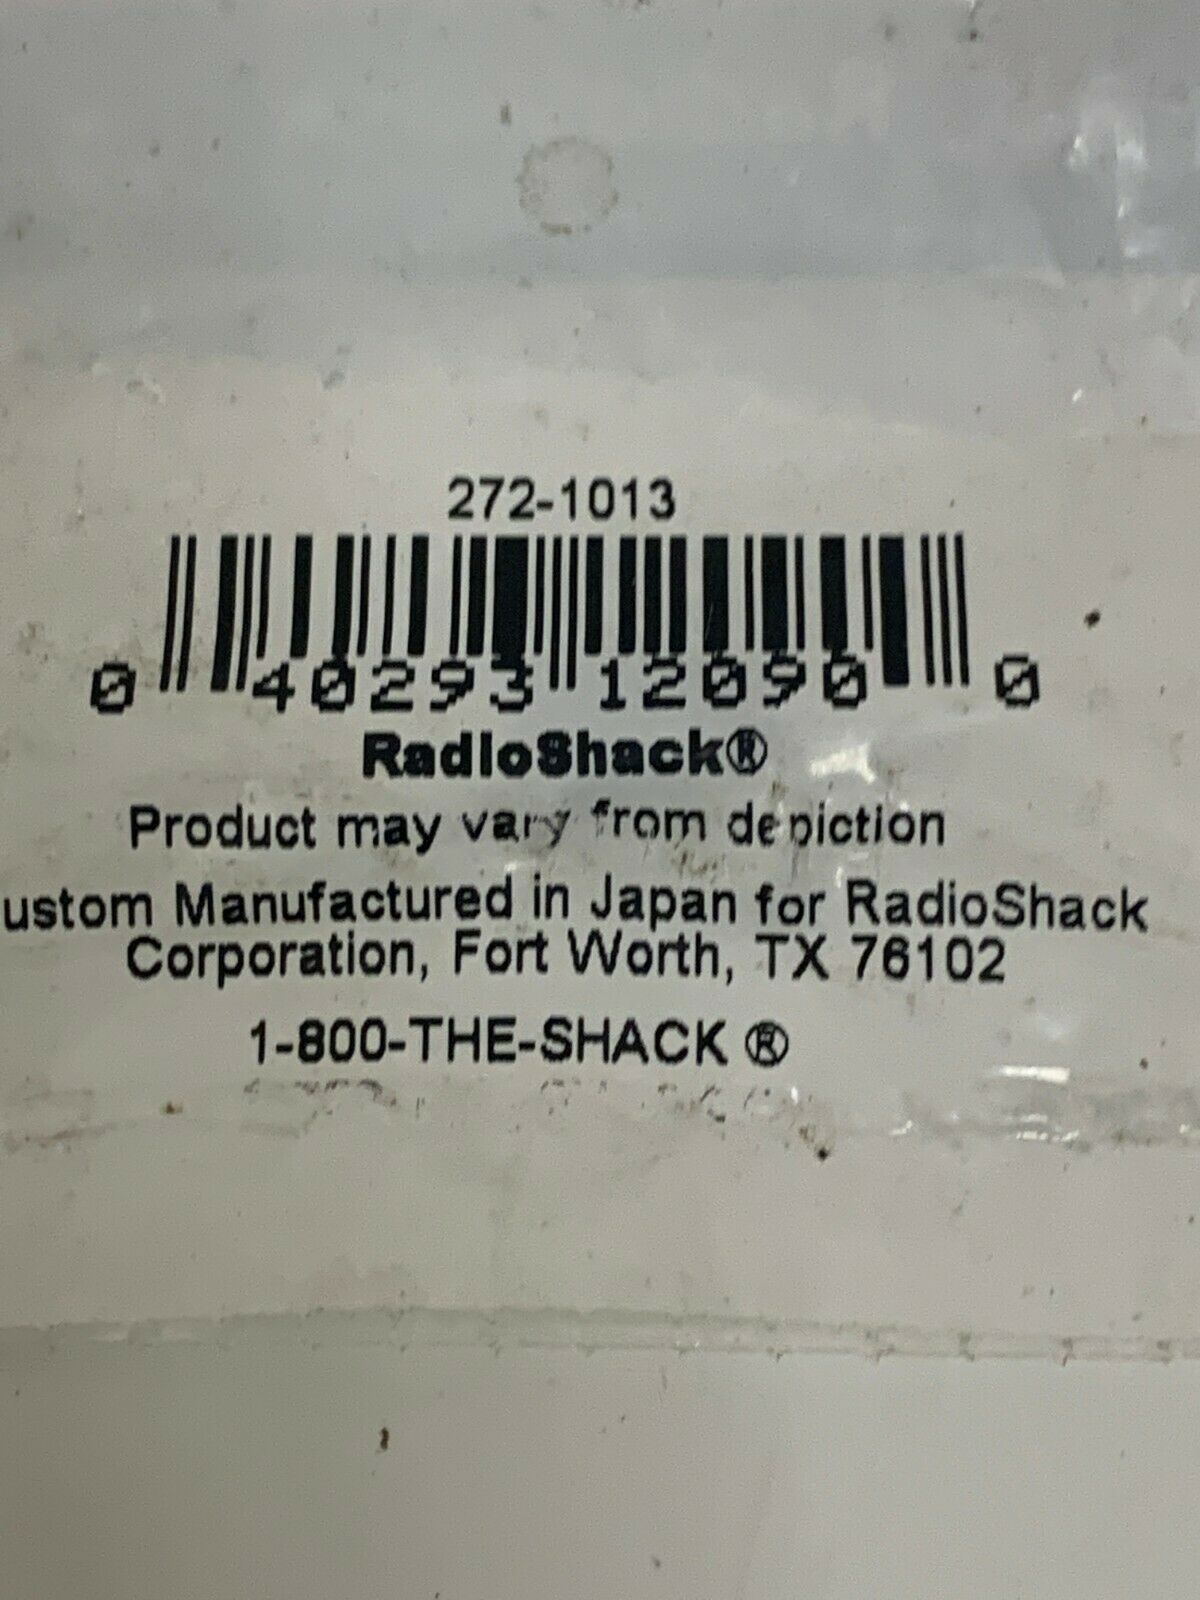 272-1013
0 40293 12090 0
RadioShack®
Product may vary from depiction
ustom Manufactured in Japan for RadioShack
Corporation, Fort Worth, TX 76102
1-800-THE-SHACK ®